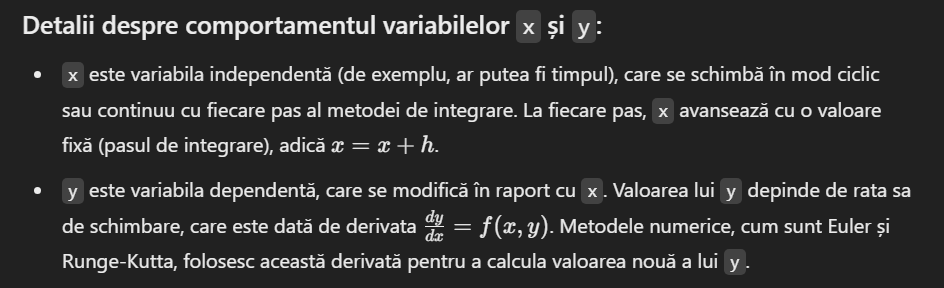 Detalii despre comportamentul variabilelor x și y:
• x este variabila independentă (de exemplu, ar putea fi timpul), care se schimbă în mod ciclic
sau continuu cu fiecare pas al metodei de integrare. La fiecare pas, x avansează cu o valoare
fixă (pasul de integrare), adică x = x + h.
• y este variabila dependentă, care se modifică în raport cu x. Valoarea lui y depinde de rata sa
de schimbare, care este dată de derivata dy/dx = f(x, y). Metodele numerice, cum sunt Euler și
Runge-Kutta, folosesc această derivată pentru a calcula valoarea nouă a lui y.